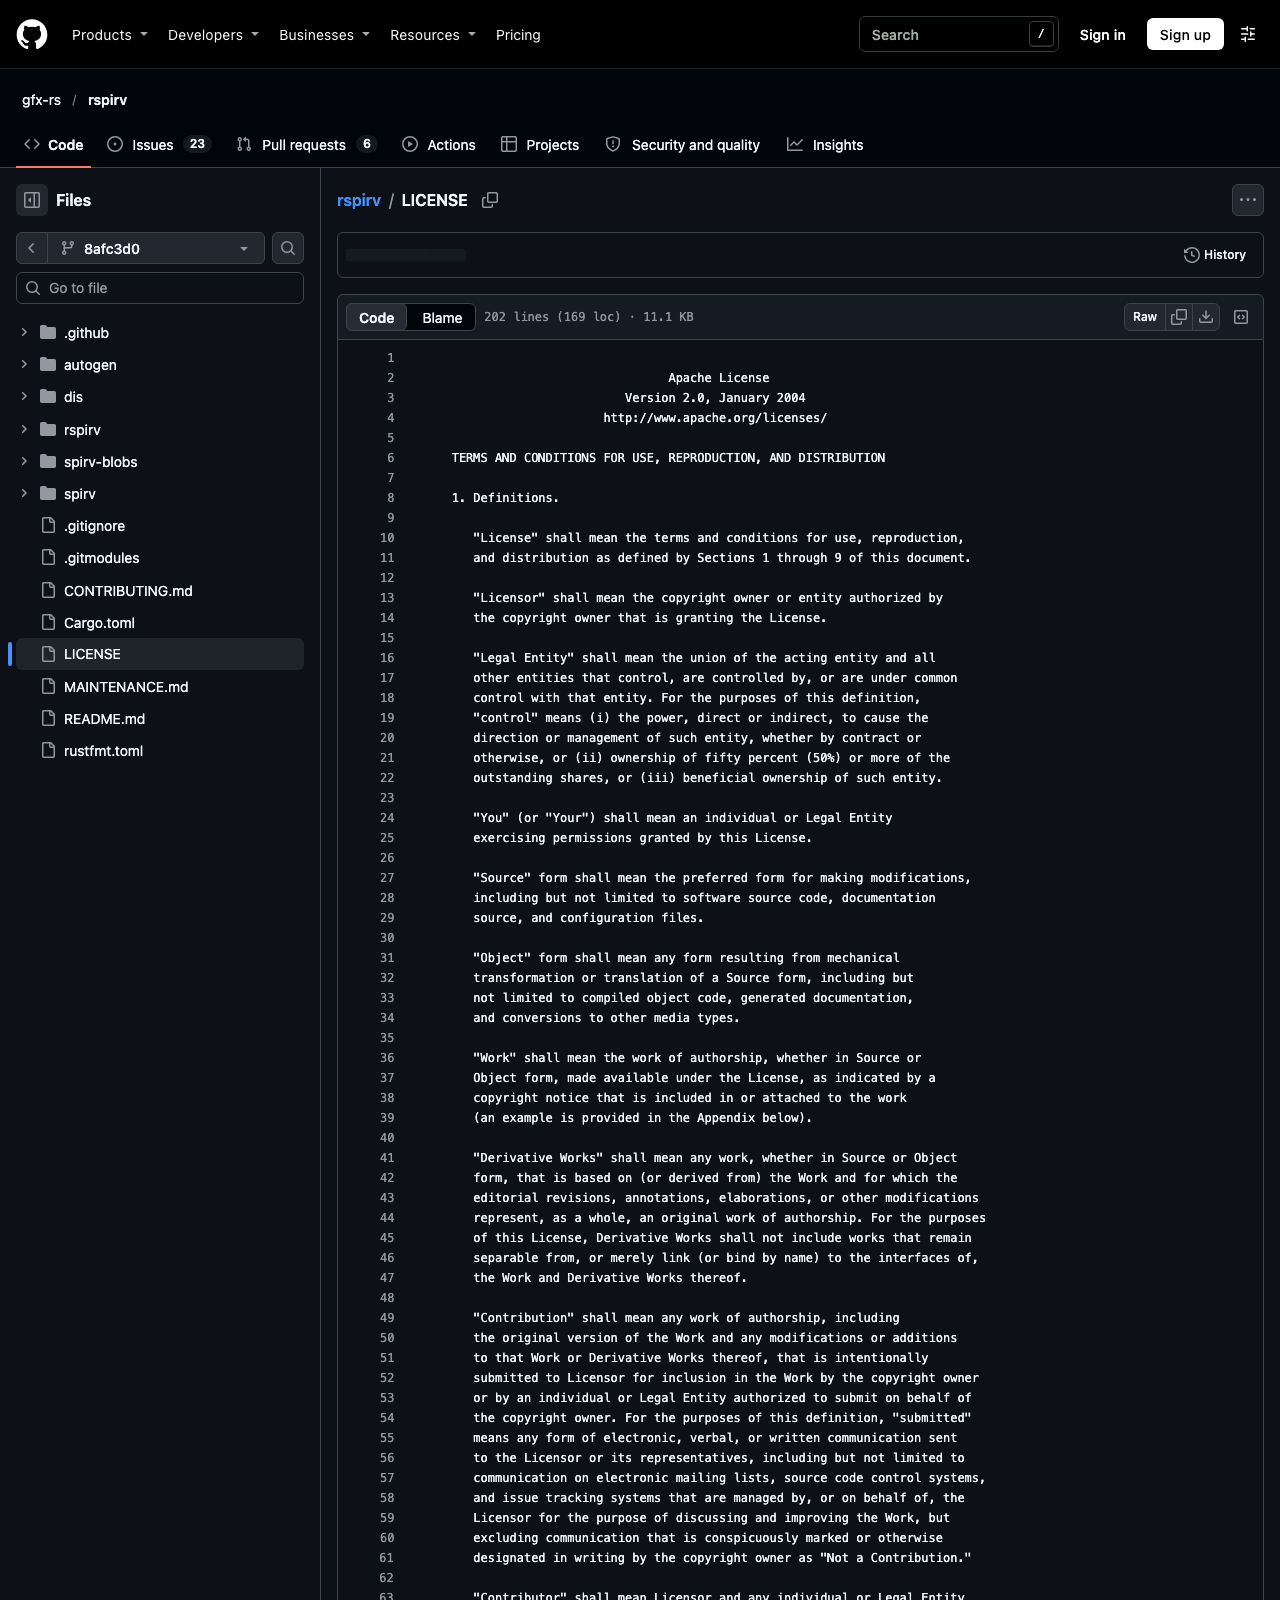 Products
Developers
Businesses
Resources
Pricing
Search
/
Sign in
Sign up
gfx-rs / rspirv
Code
Issues 23
Pull requests 6
Actions
Projects
Security and quality
Insights
Files
8afc3d0
Go to file
.github
autogen
dis
rspirv
spirv-blobs
spirv
.gitignore
.gitmodules
CONTRIBUTING.md
Cargo.toml
LICENSE
MAINTENANCE.md
README.md
rustfmt.toml
rspirv / LICENSE
History
Code Blame 202 lines (169 loc) · 11.1 KB
Raw
1
2 Apache License
3 Version 2.0, January 2004
4 http://www.apache.org/licenses/
5
6 TERMS AND CONDITIONS FOR USE, REPRODUCTION, AND DISTRIBUTION
7
8 1. Definitions.
9
10 "License" shall mean the terms and conditions for use, reproduction,
11 and distribution as defined by Sections 1 through 9 of this document.
12
13 "Licensor" shall mean the copyright owner or entity authorized by
14 the copyright owner that is granting the License.
15
16 "Legal Entity" shall mean the union of the acting entity and all
17 other entities that control, are controlled by, or are under common
18 control with that entity. For the purposes of this definition,
19 "control" means (i) the power, direct or indirect, to cause the
20 direction or management of such entity, whether by contract or
21 otherwise, or (ii) ownership of fifty percent (50%) or more of the
22 outstanding shares, or (iii) beneficial ownership of such entity.
23
24 "You" (or "Your") shall mean an individual or Legal Entity
25 exercising permissions granted by this License.
26
27 "Source" form shall mean the preferred form for making modifications,
28 including but not limited to software source code, documentation
29 source, and configuration files.
30
31 "Object" form shall mean any form resulting from mechanical
32 transformation or translation of a Source form, including but
33 not limited to compiled object code, generated documentation,
34 and conversions to other media types.
35
36 "Work" shall mean the work of authorship, whether in Source or
37 Object form, made available under the License, as indicated by a
38 copyright notice that is included in or attached to the work
39 (an example is provided in the Appendix below).
40
41 "Derivative Works" shall mean any work, whether in Source or Object
42 form, that is based on (or derived from) the Work and for which the
43 editorial revisions, annotations, elaborations, or other modifications
44 represent, as a whole, an original work of authorship. For the purposes
45 of this License, Derivative Works shall not include works that remain
46 separable from, or merely link (or bind by name) to the interfaces of,
47 the Work and Derivative Works thereof.
48
49 "Contribution" shall mean any work of authorship, including
50 the original version of the Work and any modifications or additions
51 to that Work or Derivative Works thereof, that is intentionally
52 submitted to Licensor for inclusion in the Work by the copyright owner
53 or by an individual or Legal Entity authorized to submit on behalf of
54 the copyright owner. For the purposes of this definition, "submitted"
55 means any form of electronic, verbal, or written communication sent
56 to the Licensor or its representatives, including but not limited to
57 communication on electronic mailing lists, source code control systems,
58 and issue tracking systems that are managed by, or on behalf of, the
59 Licensor for the purpose of discussing and improving the Work, but
60 excluding communication that is conspicuously marked or otherwise
61 designated in writing by the copyright owner as "Not a Contribution."
62
63 "Contributor" shall mean Licensor and any individual or Legal Entity